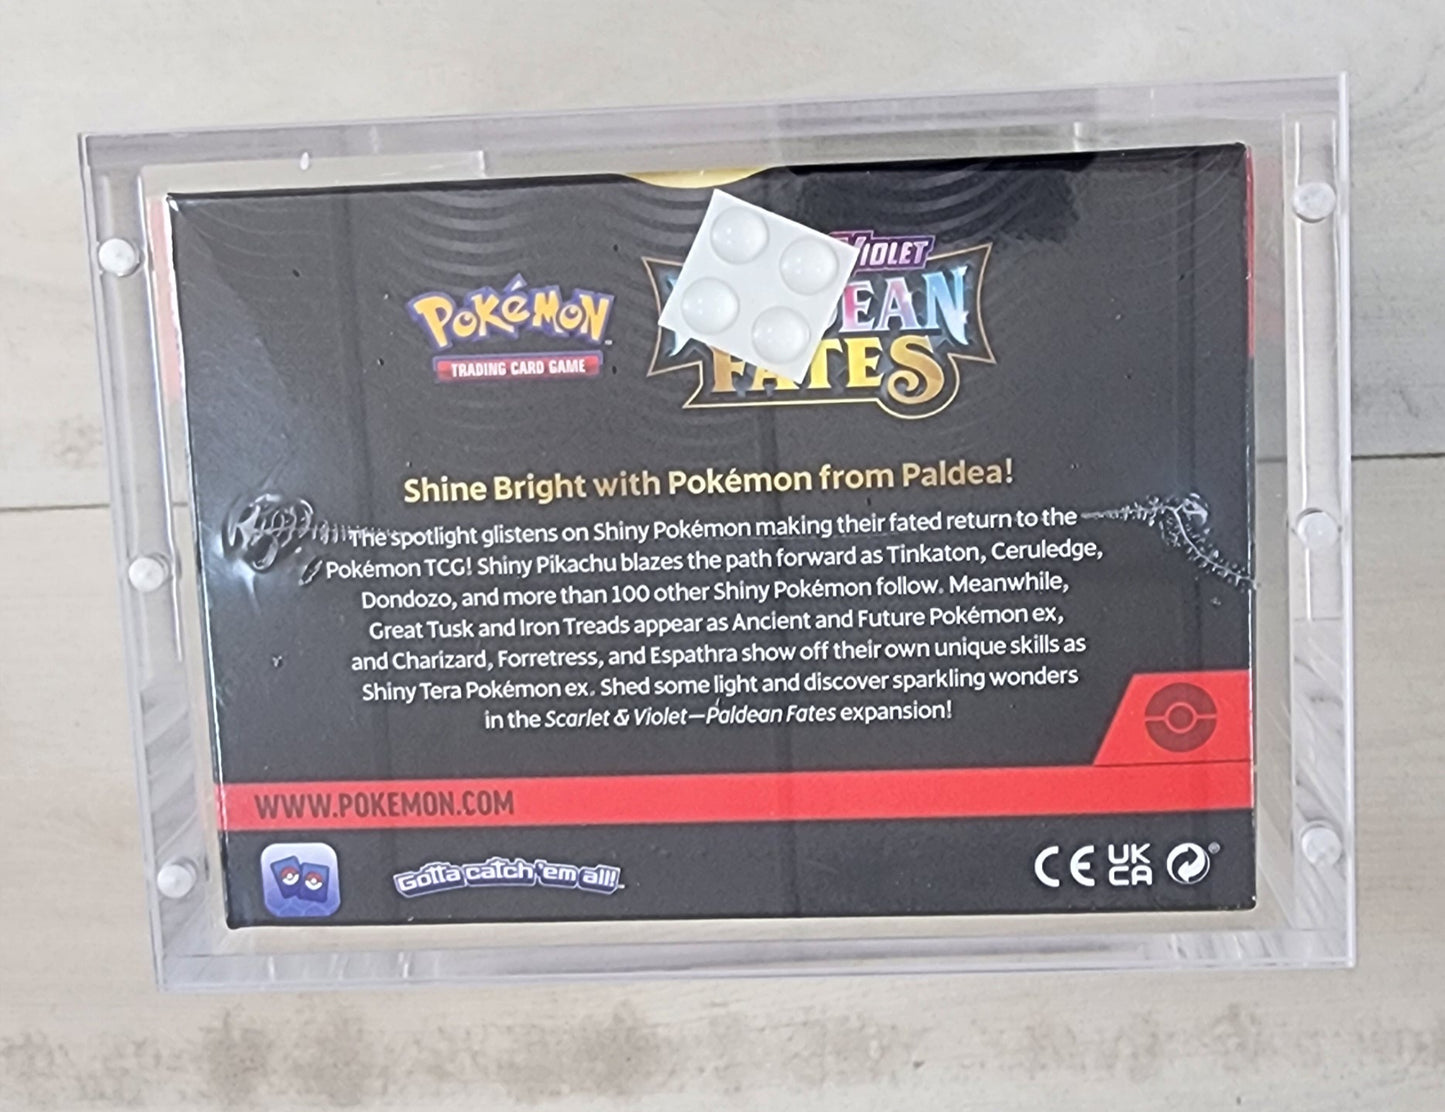 POKÉMON
TRADING CARD GAME
VIOLET
FATES
Shine Bright with Pokémon from Paldea!
The spotlight glistens on Shiny Pokémon making their fated return to the
Pokémon TCG! Shiny Pikachu blazes the path forward as Tinkaton, Ceruledge,
Dondozo, and more than 100 other Shiny Pokémon follow. Meanwhile,
Great Tusk and Iron Treads appear as Ancient and Future Pokémon ex,
and Charizard, Forretress, and Espathra show off their own unique skills as
Shiny Tera Pokémon ex. Shed some light and discover sparkling wonders
in the Scarlet & Violet—Paldean Fates expansion!
WWW.POKEMON.COM
Gotta catch 'em all!
CE UK
CA